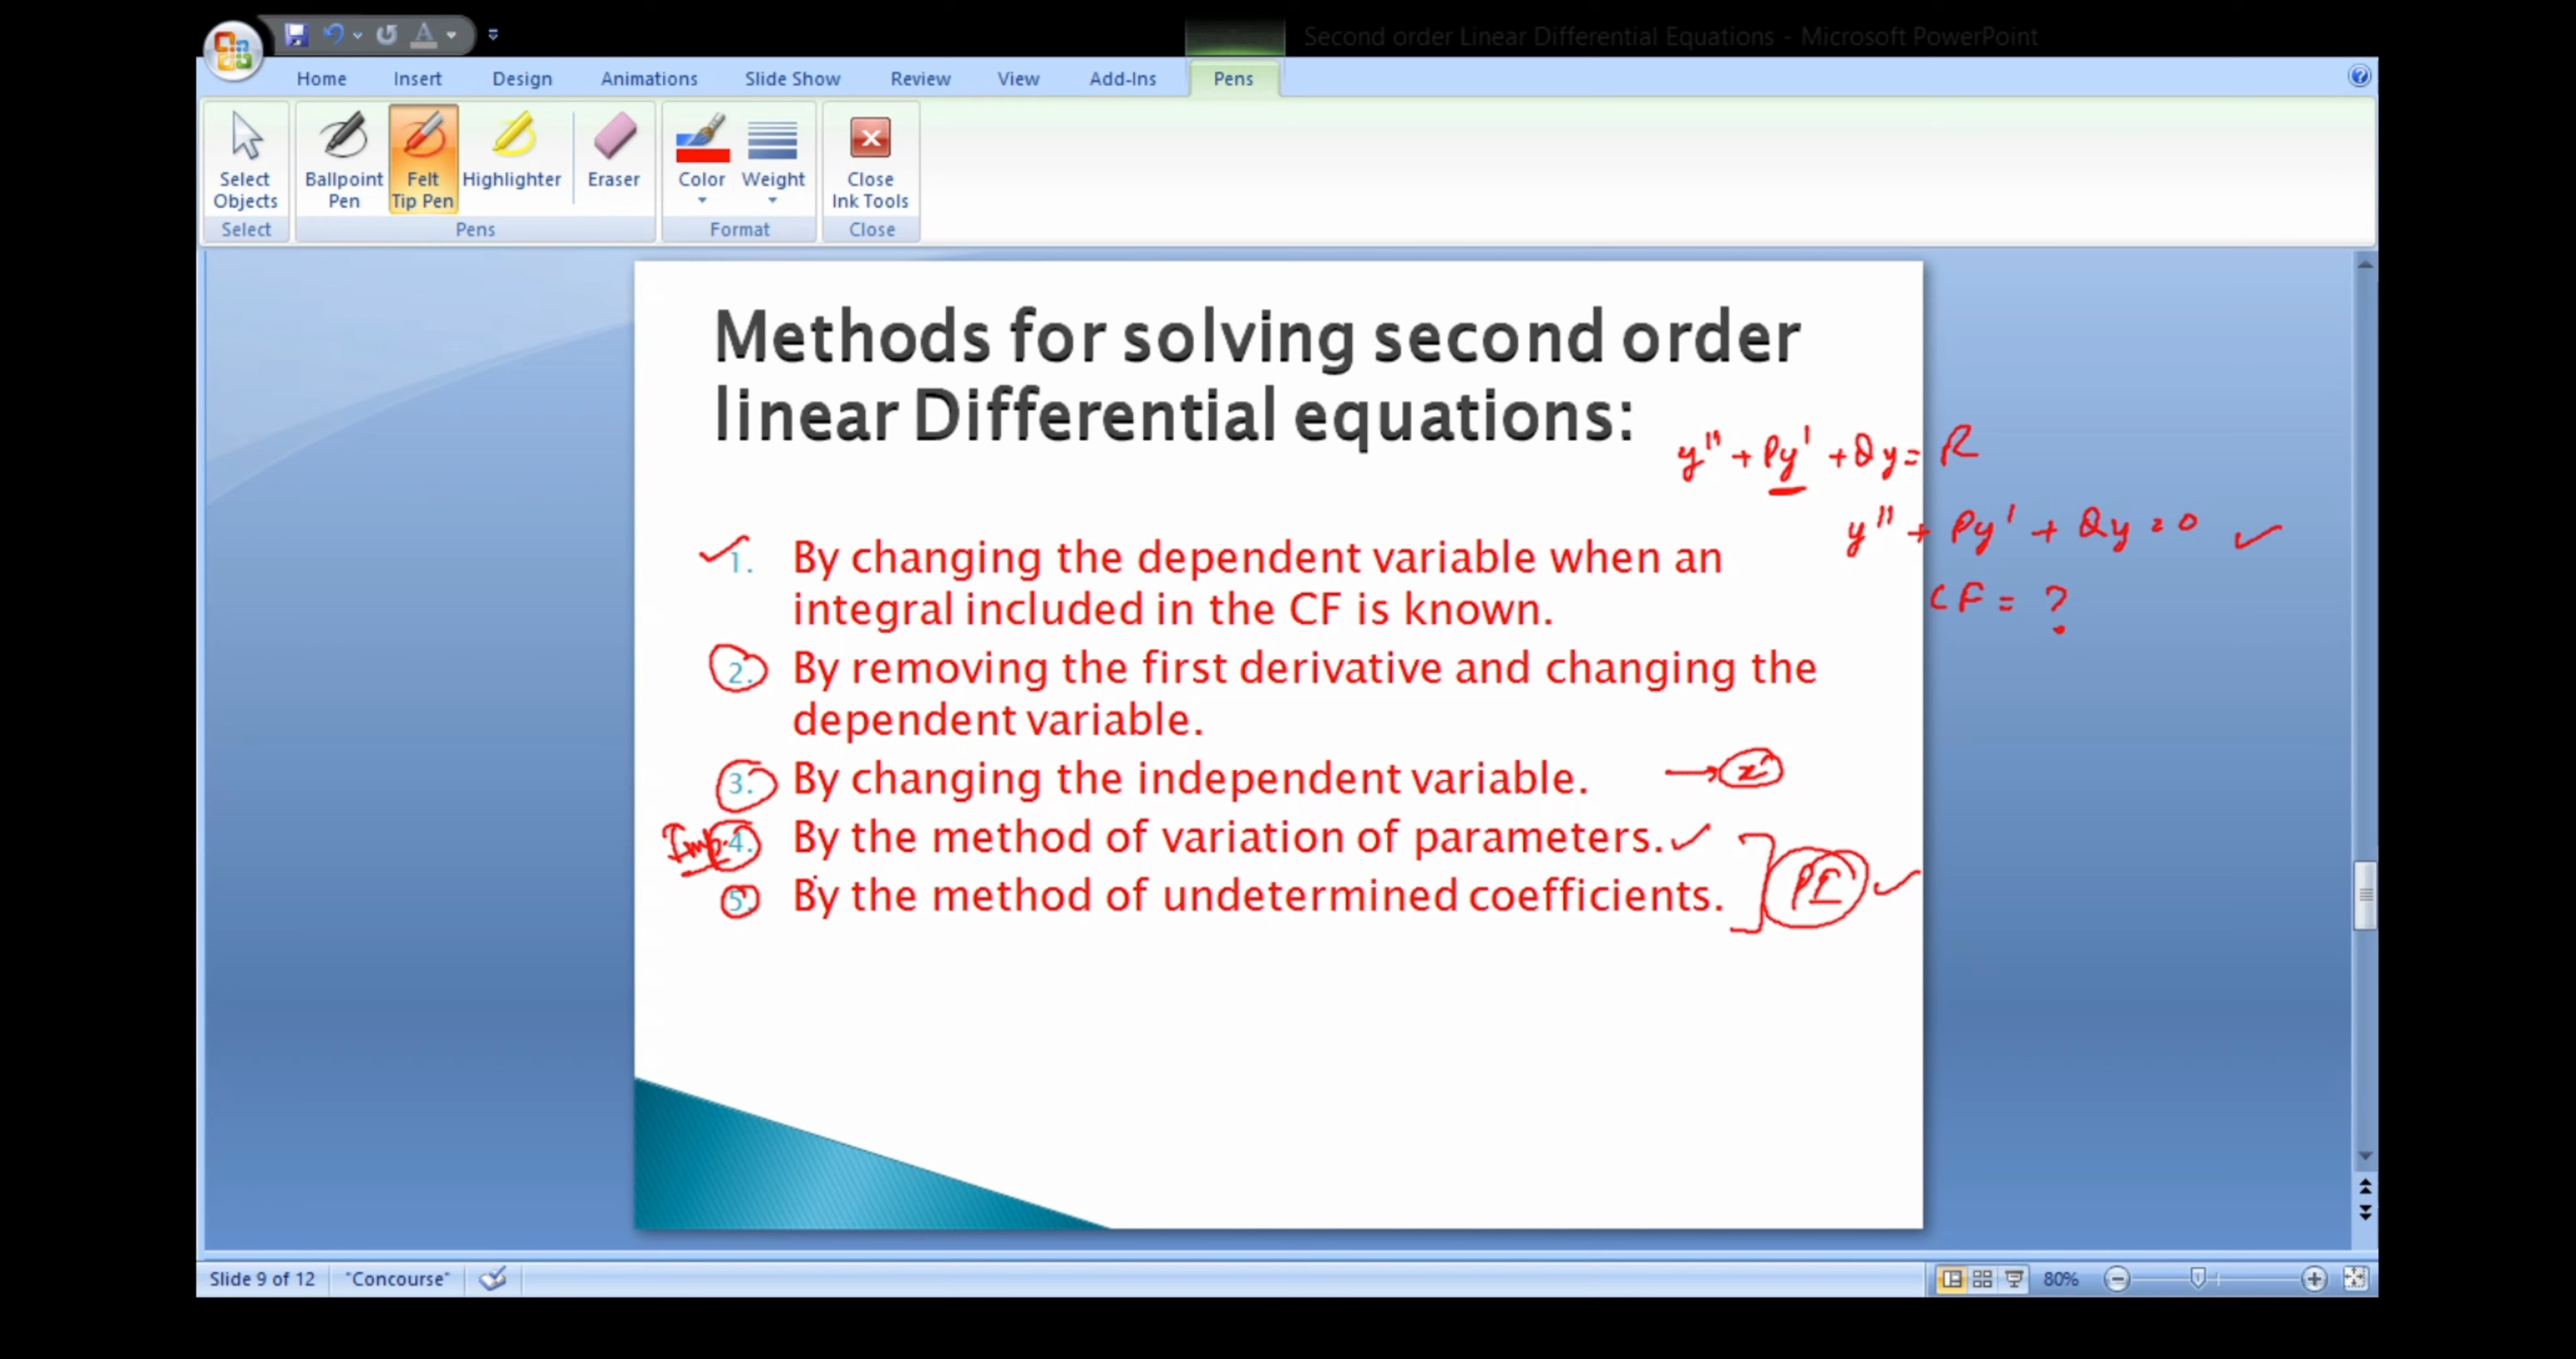 Second order Linear Differential Equations - Microsoft PowerPoint
Home Insert Design Animations Slide Show Review View Add-Ins Pens
Select Objects
Ballpoint Pen
Felt Tip Pen
Highlighter
Eraser
Color
Weight
Close Ink Tools
Select Pens Format Close
Methods for solving second order
linear Differential equations:
y'' + Py' + Qy = R
y'' + Py' + Qy = 0
CF = ?
1. By changing the dependent variable when an
integral included in the CF is known.
2. By removing the first derivative and changing the
dependent variable.
3. By changing the independent variable.
Imp. 4. By the method of variation of parameters.
5. By the method of undetermined coefficients.
PI
Slide 9 of 12 "Concourse" 80%